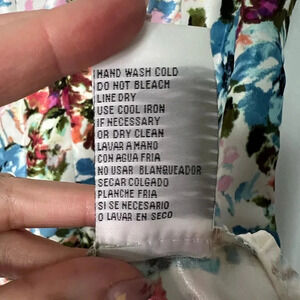 HAND WASH COLD
DO NOT BLEACH
LINE DRY
USE COOL IRON
IF NECESSARY
OR DRY CLEAN
LAVAR A MANO
CON AGUA FRIA
NO USAR BLANQUEADOR
SECAR COLGADO
PLANCHE FRIA
SI SE NECESARIO
O LAVAR EN SECO